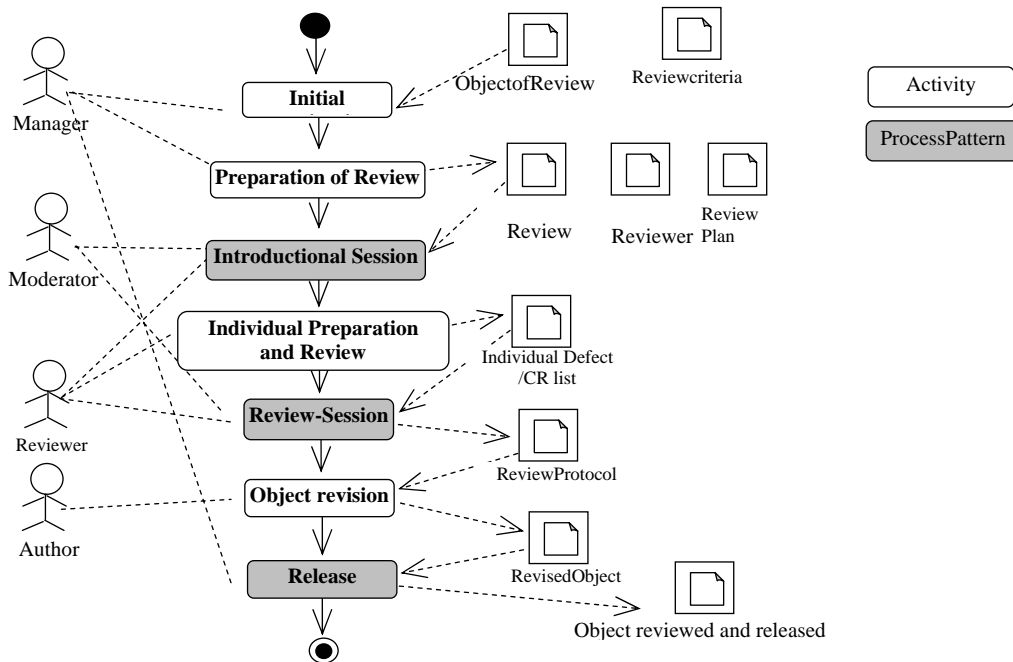 ObjectofReview
Reviewcriteria
Activity
Initial
Manager
ProcessPattern
Preparation of Review
Review
Reviewer
Review
Plan
Introductional Session
Moderator
Individual Preparation
and Review
Individual Defect
/CR list
Review-Session
Reviewer
ReviewProtocol
Object revision
Author
Release
RevisedObject
Object reviewed and released